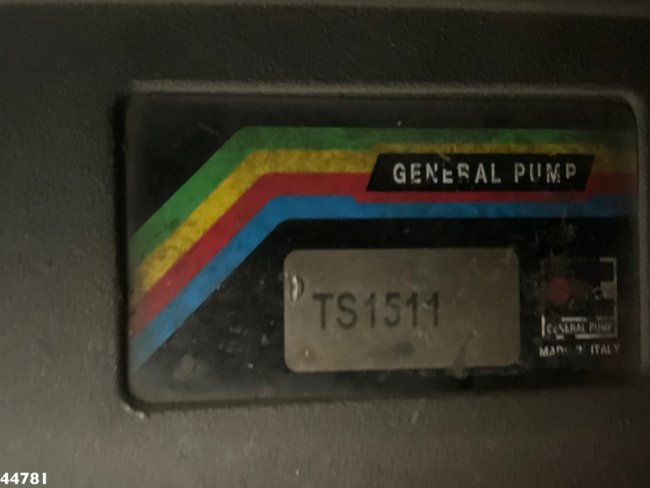 GENERAL PUMP
TS1511
GENERAL PUMP
MADE IN ITALY
44781